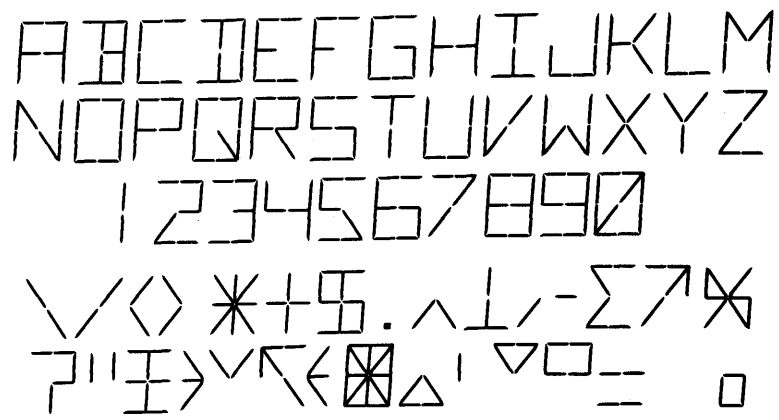 ABCDEFGHIJKLM
NOPQRSTUVWXYZ
1234567890
\/<>*+$.^⊥,-Σ
?"